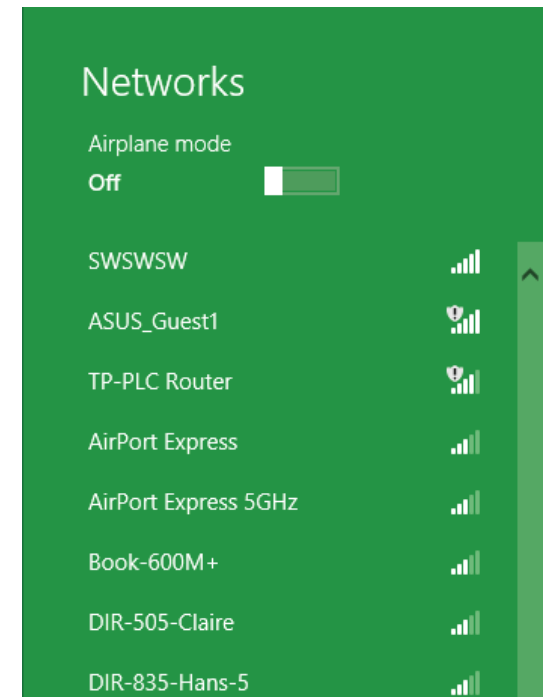 Networks
Airplane mode
Off
SWSWSW
ASUS_Guest1
TP-PLC Router
AirPort Express
AirPort Express 5GHz
Book-600M+
DIR-505-Claire
DIR-835-Hans-5